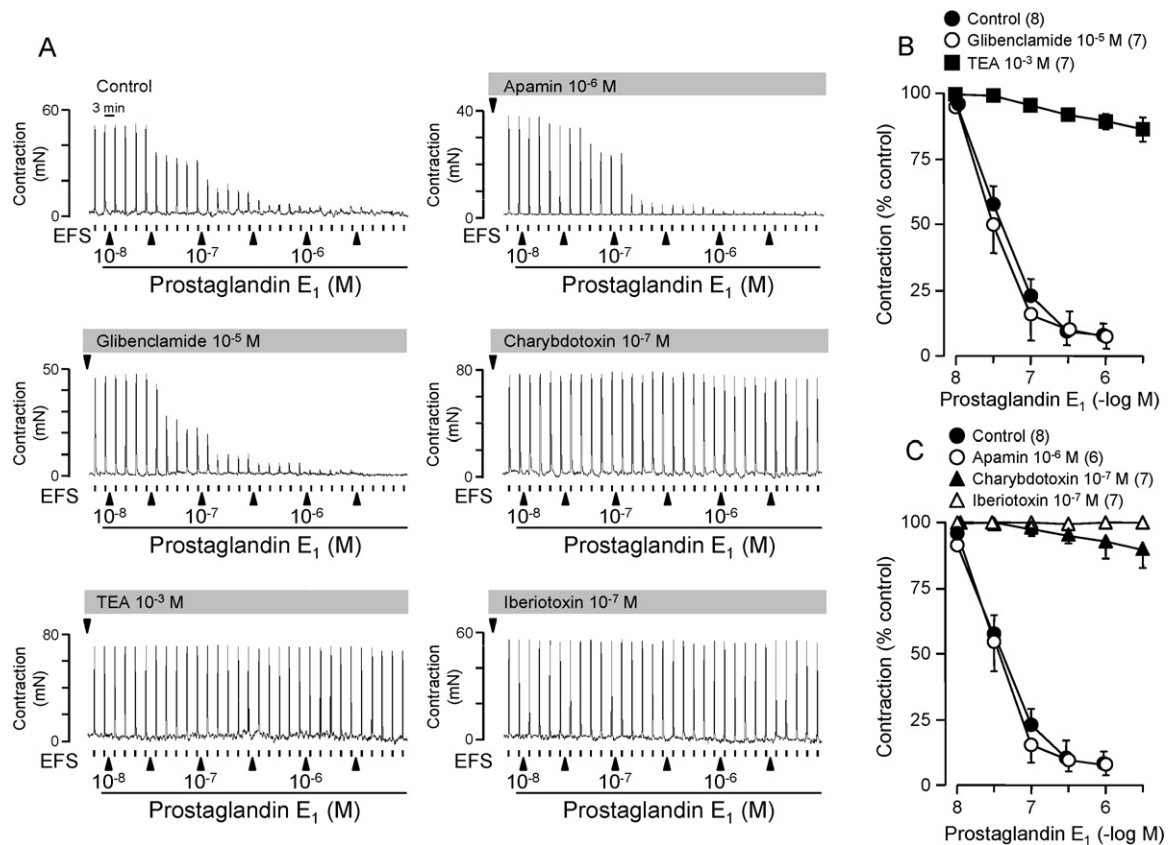 A
Control
3 min
60
0
Contraction
(mN)
EFS
10⁻⁸ 10⁻⁷ 10⁻⁶
Prostaglandin E₁ (M)
Apamin 10⁻⁶ M
40
0
Contraction
(mN)
EFS
10⁻⁸ 10⁻⁷ 10⁻⁶
Prostaglandin E₁ (M)
Glibenclamide 10⁻⁵ M
50
0
Contraction
(mN)
EFS
10⁻⁸ 10⁻⁷ 10⁻⁶
Prostaglandin E₁ (M)
Charybdotoxin 10⁻⁷ M
80
0
Contraction
(mN)
EFS
10⁻⁸ 10⁻⁷ 10⁻⁶
Prostaglandin E₁ (M)
TEA 10⁻³ M
80
0
Contraction
(mN)
EFS
10⁻⁸ 10⁻⁷ 10⁻⁶
Prostaglandin E₁ (M)
Iberiotoxin 10⁻⁷ M
60
0
Contraction
(mN)
EFS
10⁻⁸ 10⁻⁷ 10⁻⁶
Prostaglandin E₁ (M)
B
Control (8)
Glibenclamide 10⁻⁵ M (7)
TEA 10⁻³ M (7)
100
75
50
25
0
Contraction (% control)
8 7 6
Prostaglandin E₁ (-log M)
C
Control (8)
Apamin 10⁻⁶ M (6)
Charybdotoxin 10⁻⁷ M (7)
Iberiotoxin 10⁻⁷ M (7)
100
75
50
25
0
Contraction (% control)
8 7 6
Prostaglandin E₁ (-log M)